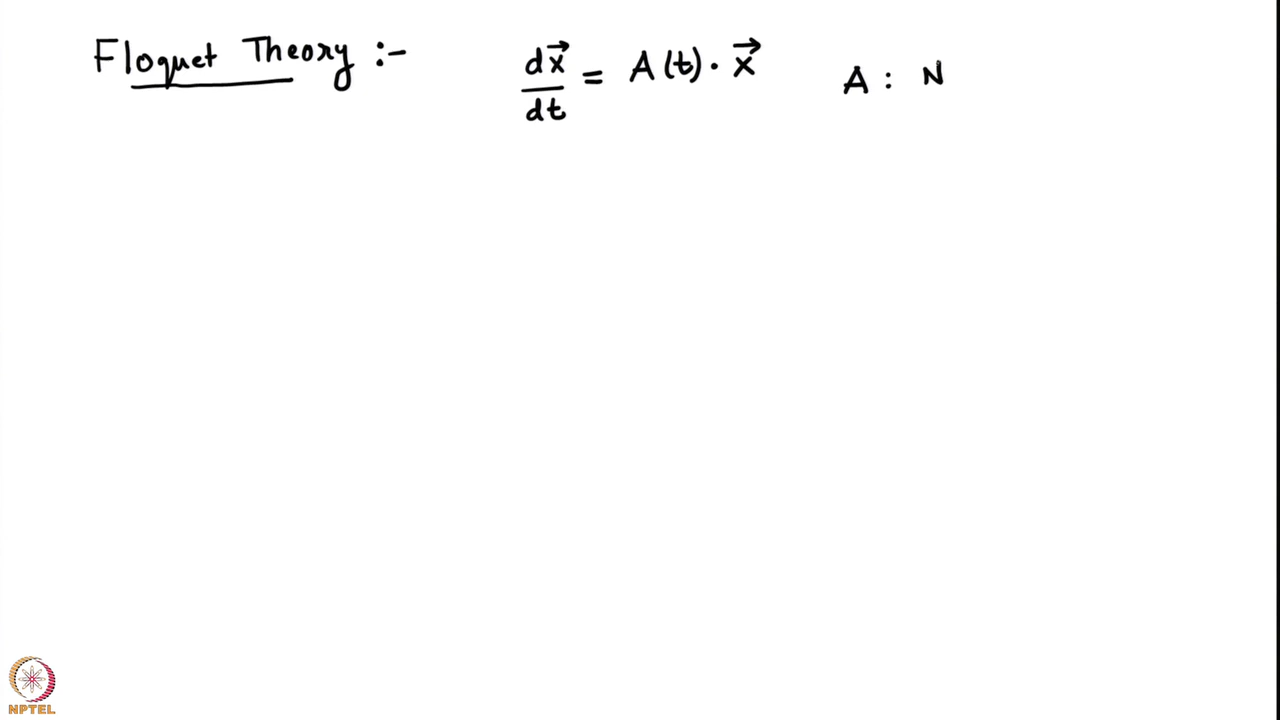 Floquet Theory :- dx⃗/dt = A(t) · x⃗ A : N
NPTEL